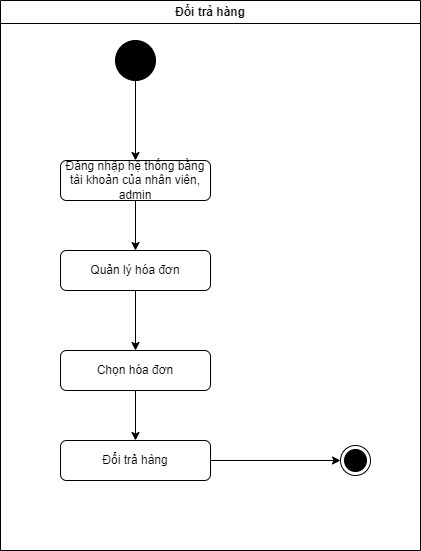 Đổi trả hàng
Đăng nhập hệ thống bằng
tài khoản của nhân viên,
admin
Quản lý hóa đơn
Chọn hóa đơn
Đổi trả hàng